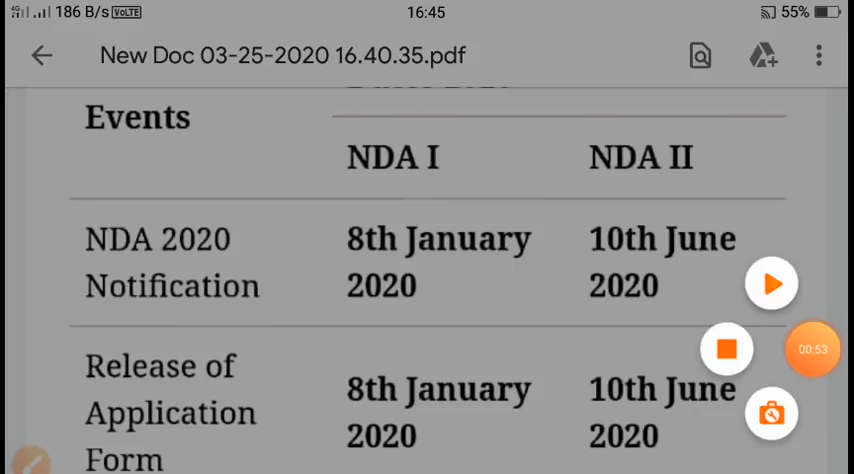 4G 186 B/s VoLTE 16:45 55%
New Doc 03-25-2020 16.40.35.pdf
Events
NDA I NDA II
NDA 2020 8th January 10th June
Notification 2020 2020
Release of 8th January 10th June
Application 2020 2020
Form
00:53